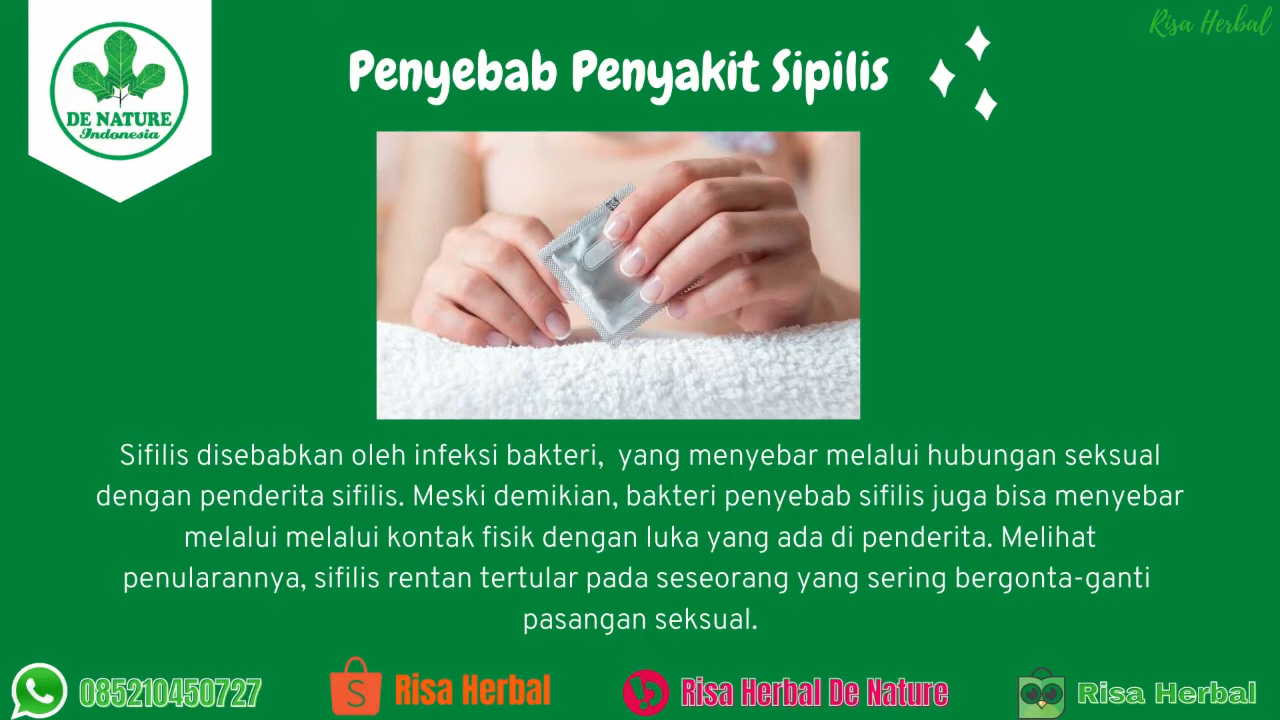 Risa Herbal
DE NATURE
Indonesia
Penyebab Penyakit Sipilis
Sifilis disebabkan oleh infeksi bakteri, yang menyebar melalui hubungan seksual
dengan penderita sifilis. Meski demikian, bakteri penyebab sifilis juga bisa menyebar
melalui melalui kontak fisik dengan luka yang ada di penderita. Melihat
penularannya, sifilis rentan tertular pada seseorang yang sering bergonta-ganti
pasangan seksual.
085210450727
Risa Herbal
Risa Herbal De Nature
Risa Herbal